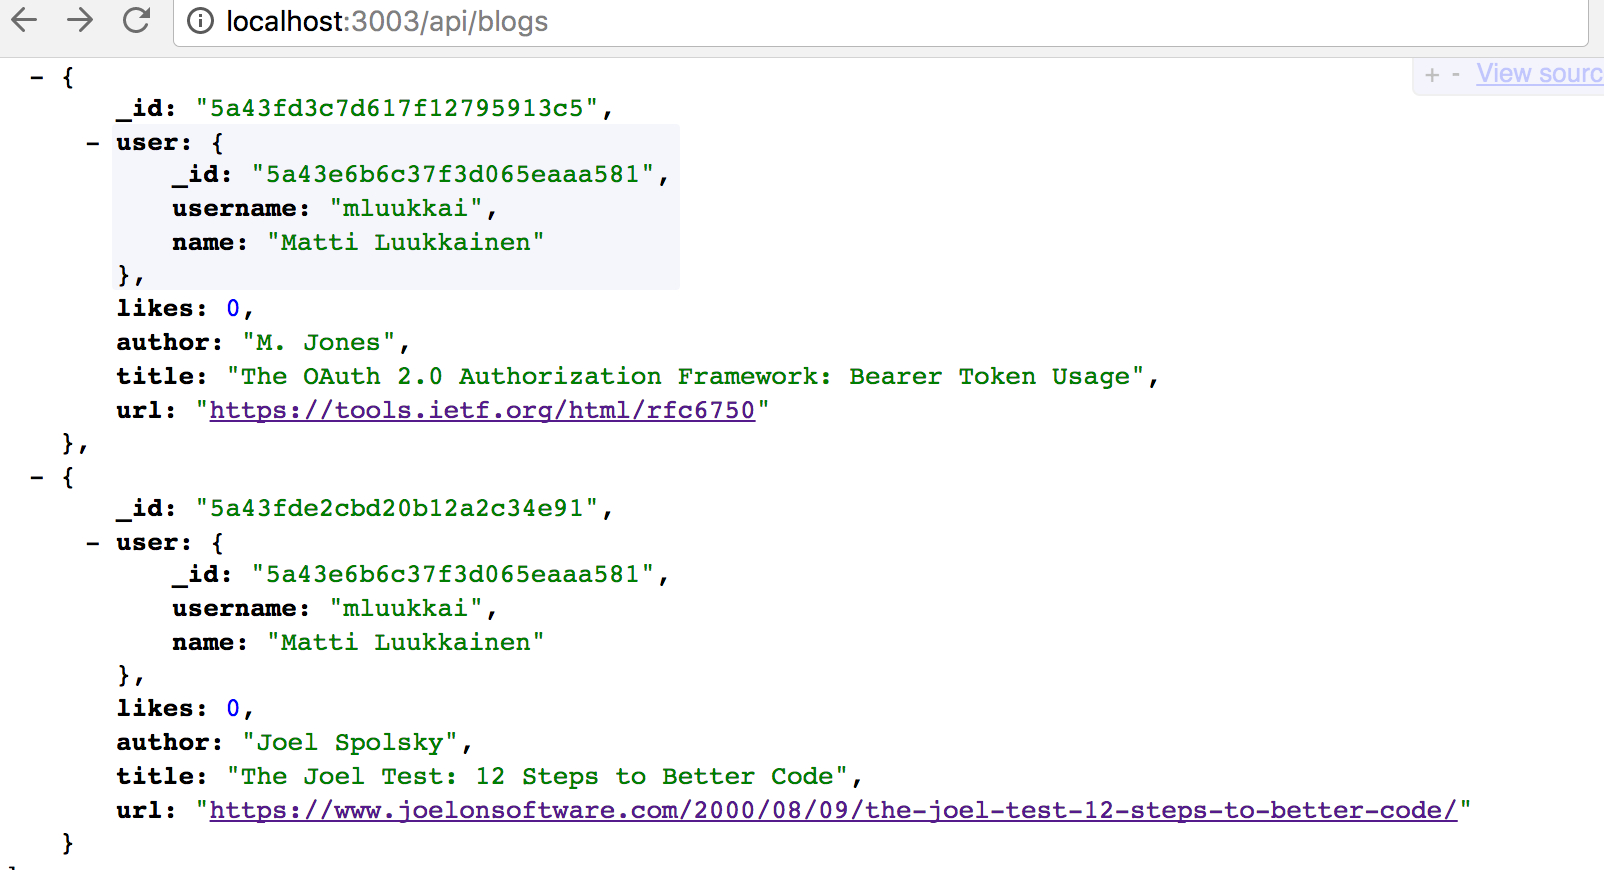 localhost:3003/api/blogs
+ - View sourc
- {
_id: "5a43fd3c7d617f12795913c5",
- user: {
_id: "5a43e6b6c37f3d065eaaa581",
username: "mluukkai",
name: "Matti Luukkainen"
},
likes: 0,
author: "M. Jones",
title: "The OAuth 2.0 Authorization Framework: Bearer Token Usage",
url: "https://tools.ietf.org/html/rfc6750"
},
- {
_id: "5a43fde2cbd20b12a2c34e91",
- user: {
_id: "5a43e6b6c37f3d065eaaa581",
username: "mluukkai",
name: "Matti Luukkainen"
},
likes: 0,
author: "Joel Spolsky",
title: "The Joel Test: 12 Steps to Better Code",
url: "https://www.joelonsoftware.com/2000/08/09/the-joel-test-12-steps-to-better-code/"
}